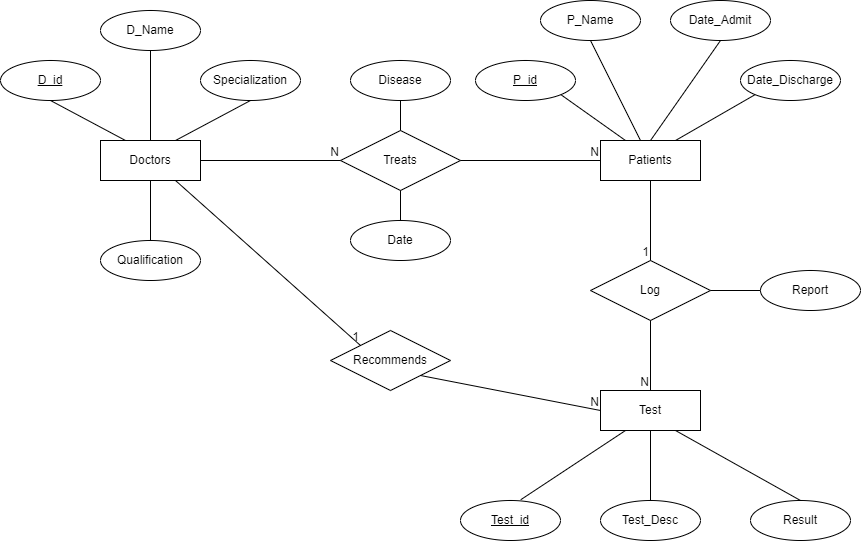 P_Name
Date_Admit
D_Name
D_id
Specialization
Disease
P_id
Date_Discharge
N
N
Doctors
Treats
Patients
Qualification
Date
1
Log
Report
1
Recommends
N
N
Test
Test_id
Test_Desc
Result